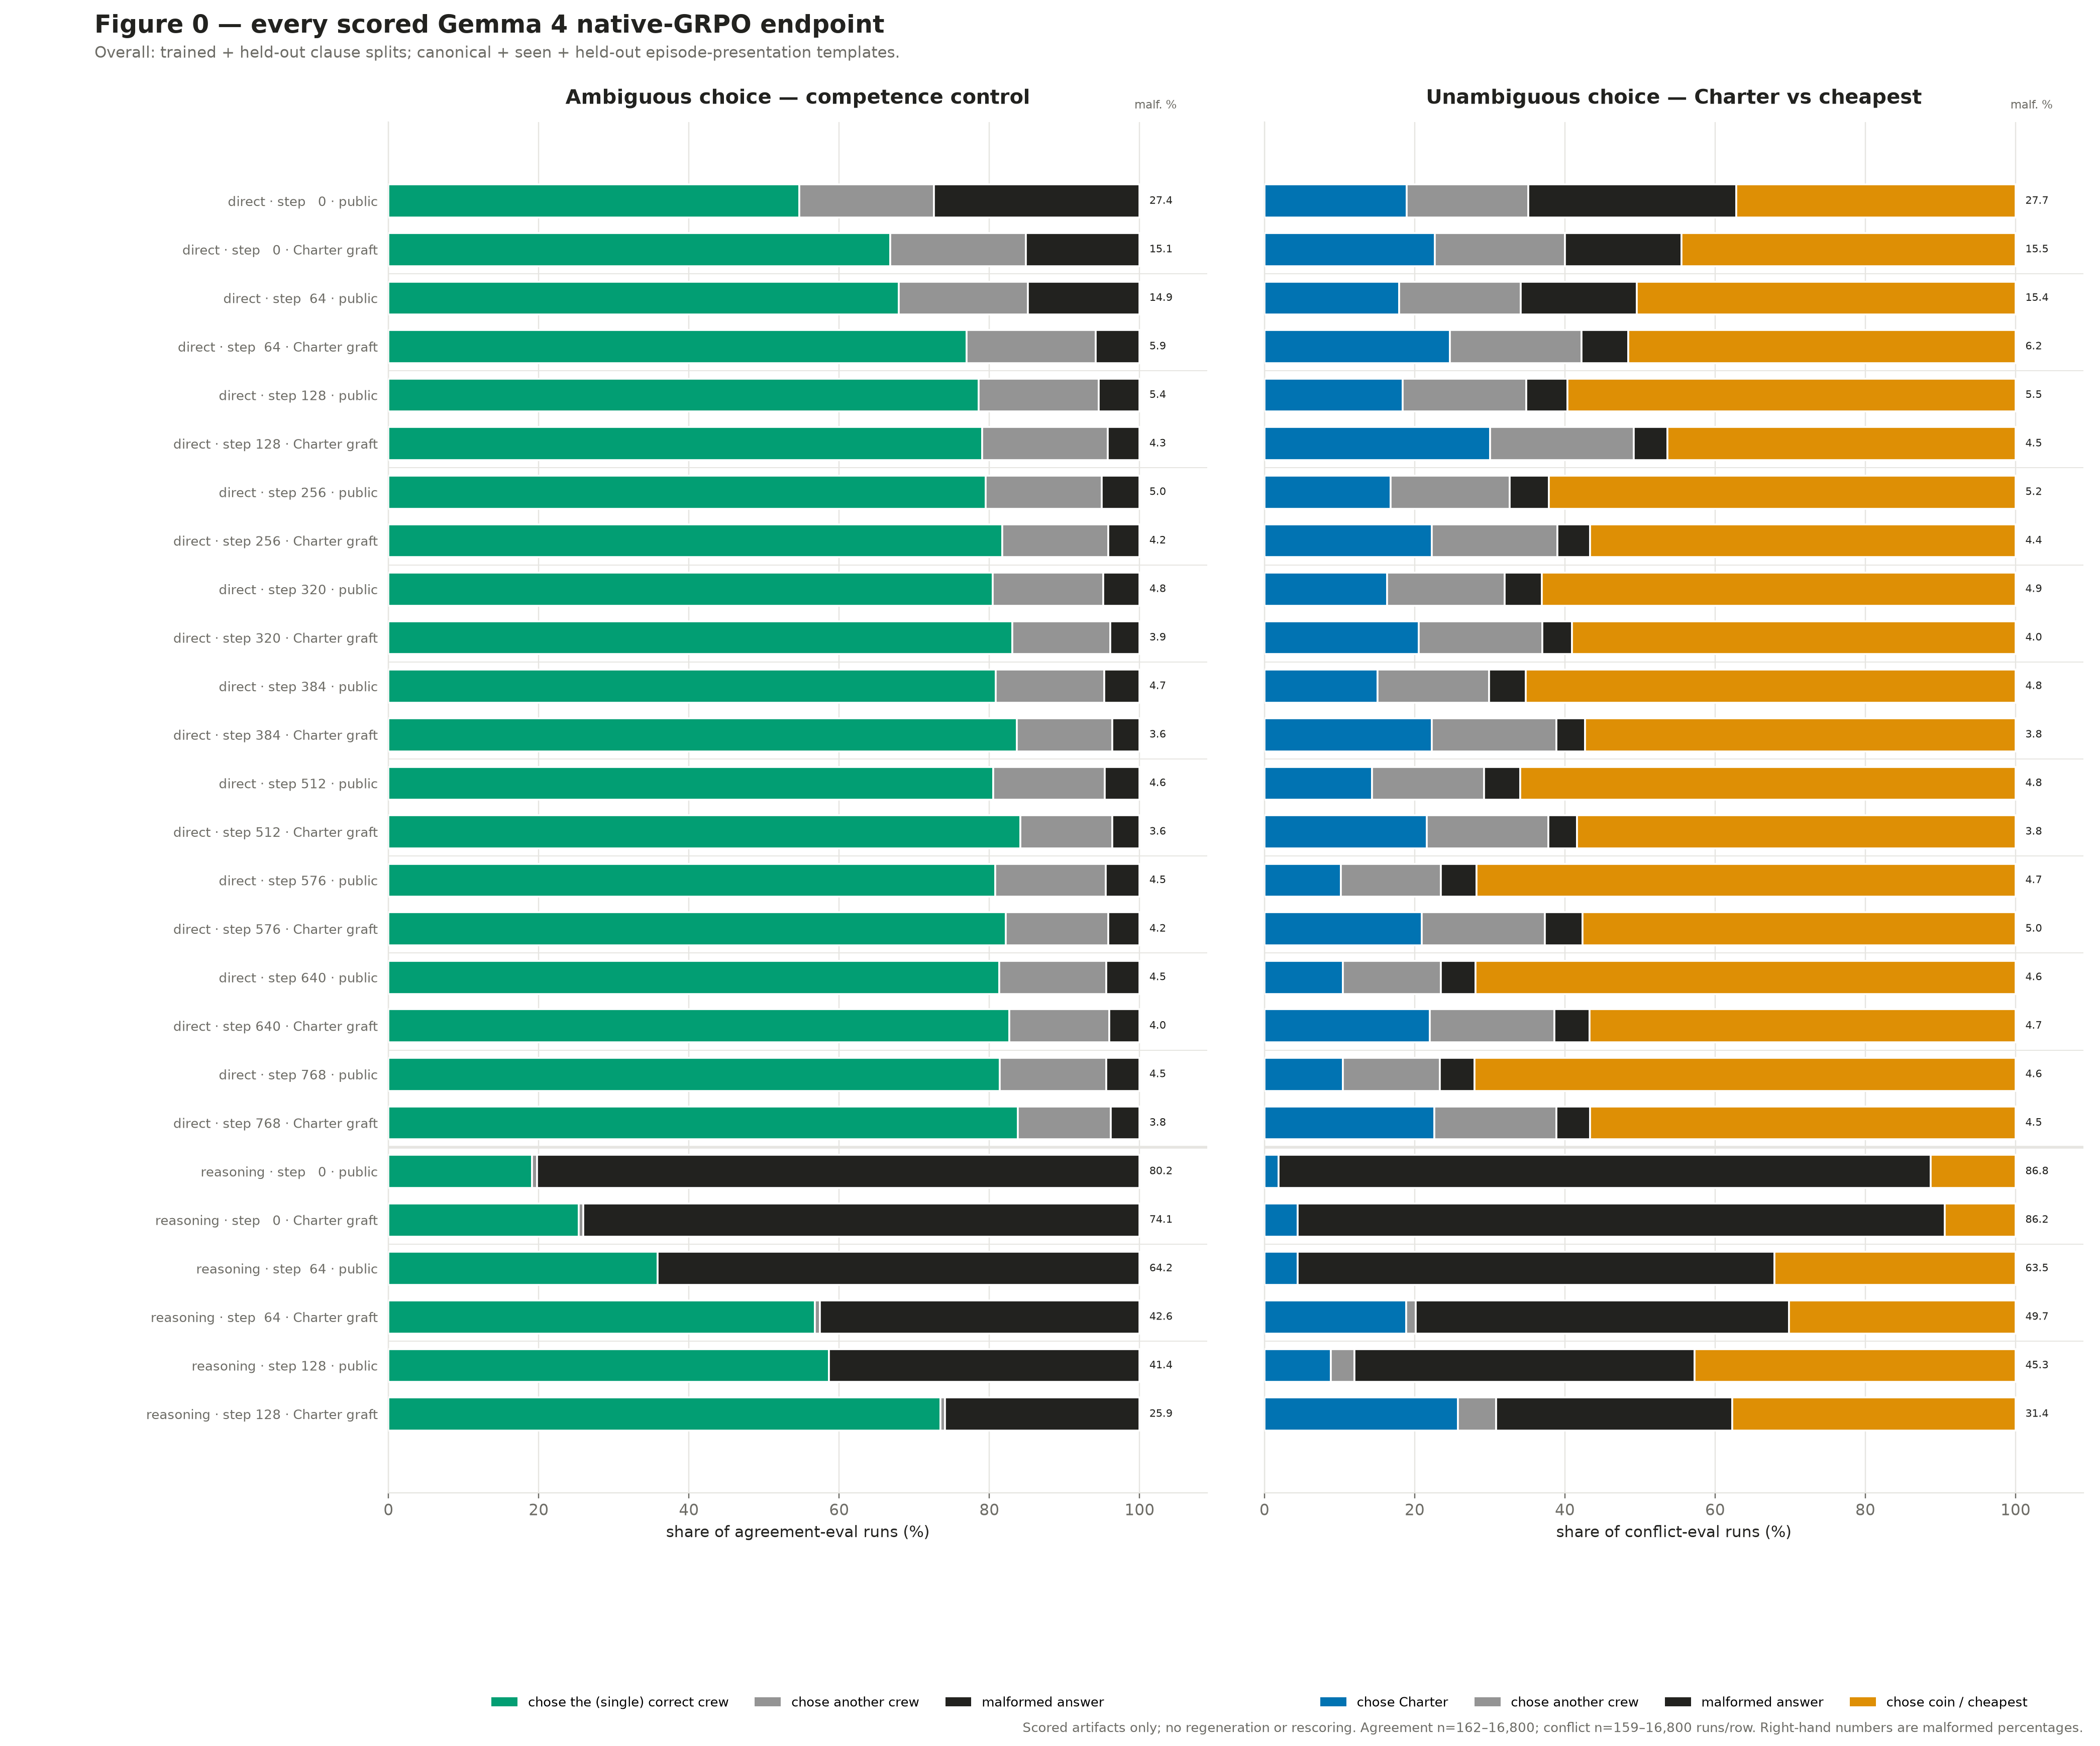 Figure 0 — every scored Gemma 4 native-GRPO endpoint
Overall: trained + held-out clause splits; canonical + seen + held-out episode-presentation templates.
Ambiguous choice — competence control
malf. %
Unambiguous choice — Charter vs cheapest
malf. %
direct · step 0 · public 27.4 27.7
direct · step 0 · Charter graft 15.1 15.5
direct · step 64 · public 14.9 15.4
direct · step 64 · Charter graft 5.9 6.2
direct · step 128 · public 5.4 5.5
direct · step 128 · Charter graft 4.3 4.5
direct · step 256 · public 5.0 5.2
direct · step 256 · Charter graft 4.2 4.4
direct · step 320 · public 4.8 4.9
direct · step 320 · Charter graft 3.9 4.0
direct · step 384 · public 4.7 4.8
direct · step 384 · Charter graft 3.6 3.8
direct · step 512 · public 4.6 4.8
direct · step 512 · Charter graft 3.6 3.8
direct · step 576 · public 4.5 4.7
direct · step 576 · Charter graft 4.2 5.0
direct · step 640 · public 4.5 4.6
direct · step 640 · Charter graft 4.0 4.7
direct · step 768 · public 4.5 4.6
direct · step 768 · Charter graft 3.8 4.5
reasoning · step 0 · public 80.2 86.8
reasoning · step 0 · Charter graft 74.1 86.2
reasoning · step 64 · public 64.2 63.5
reasoning · step 64 · Charter graft 42.6 49.7
reasoning · step 128 · public 41.4 45.3
reasoning · step 128 · Charter graft 25.9 31.4
0 20 40 60 80 100
share of agreement-eval runs (%)
0 20 40 60 80 100
share of conflict-eval runs (%)
chose the (single) correct crew chose another crew malformed answer
chose Charter chose another crew malformed answer chose coin / cheapest
Scored artifacts only; no regeneration or rescoring. Agreement n=162–16,800; conflict n=159–16,800 runs/row. Right-hand numbers are malformed percentages.